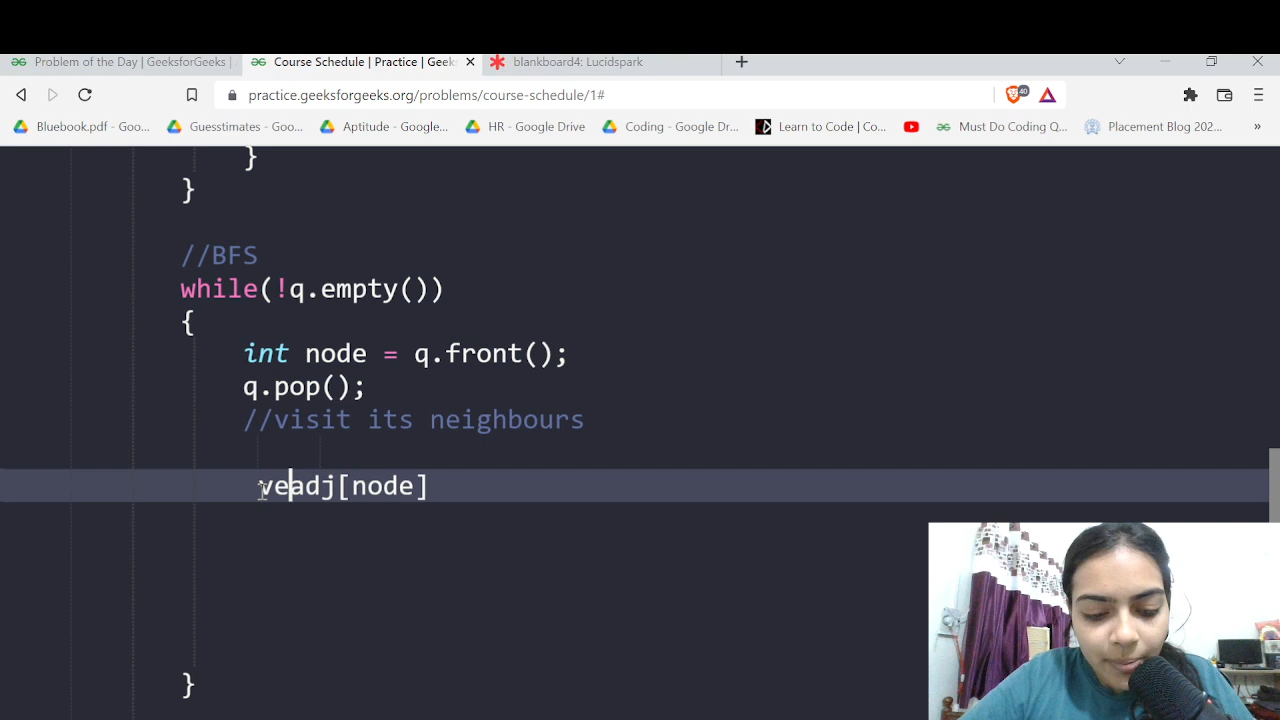 Problem of the Day | GeeksforGeeks |
Course Schedule | Practice | Geek
blankboard4: Lucidspark
practice.geeksforgeeks.org/problems/course-schedule/1#
40
Bluebook.pdf - Goo...
Guestimates - Goo...
Aptitude - Google...
HR - Google Drive
Coding - Google Dr...
Learn to Code | Co...
Must Do Coding Q...
Placement Blog 202...
»
}
}
//BFS
while(!q.empty())
{
int node = q.front();
q.pop();
//visit its neighbours
veadj[node]
}